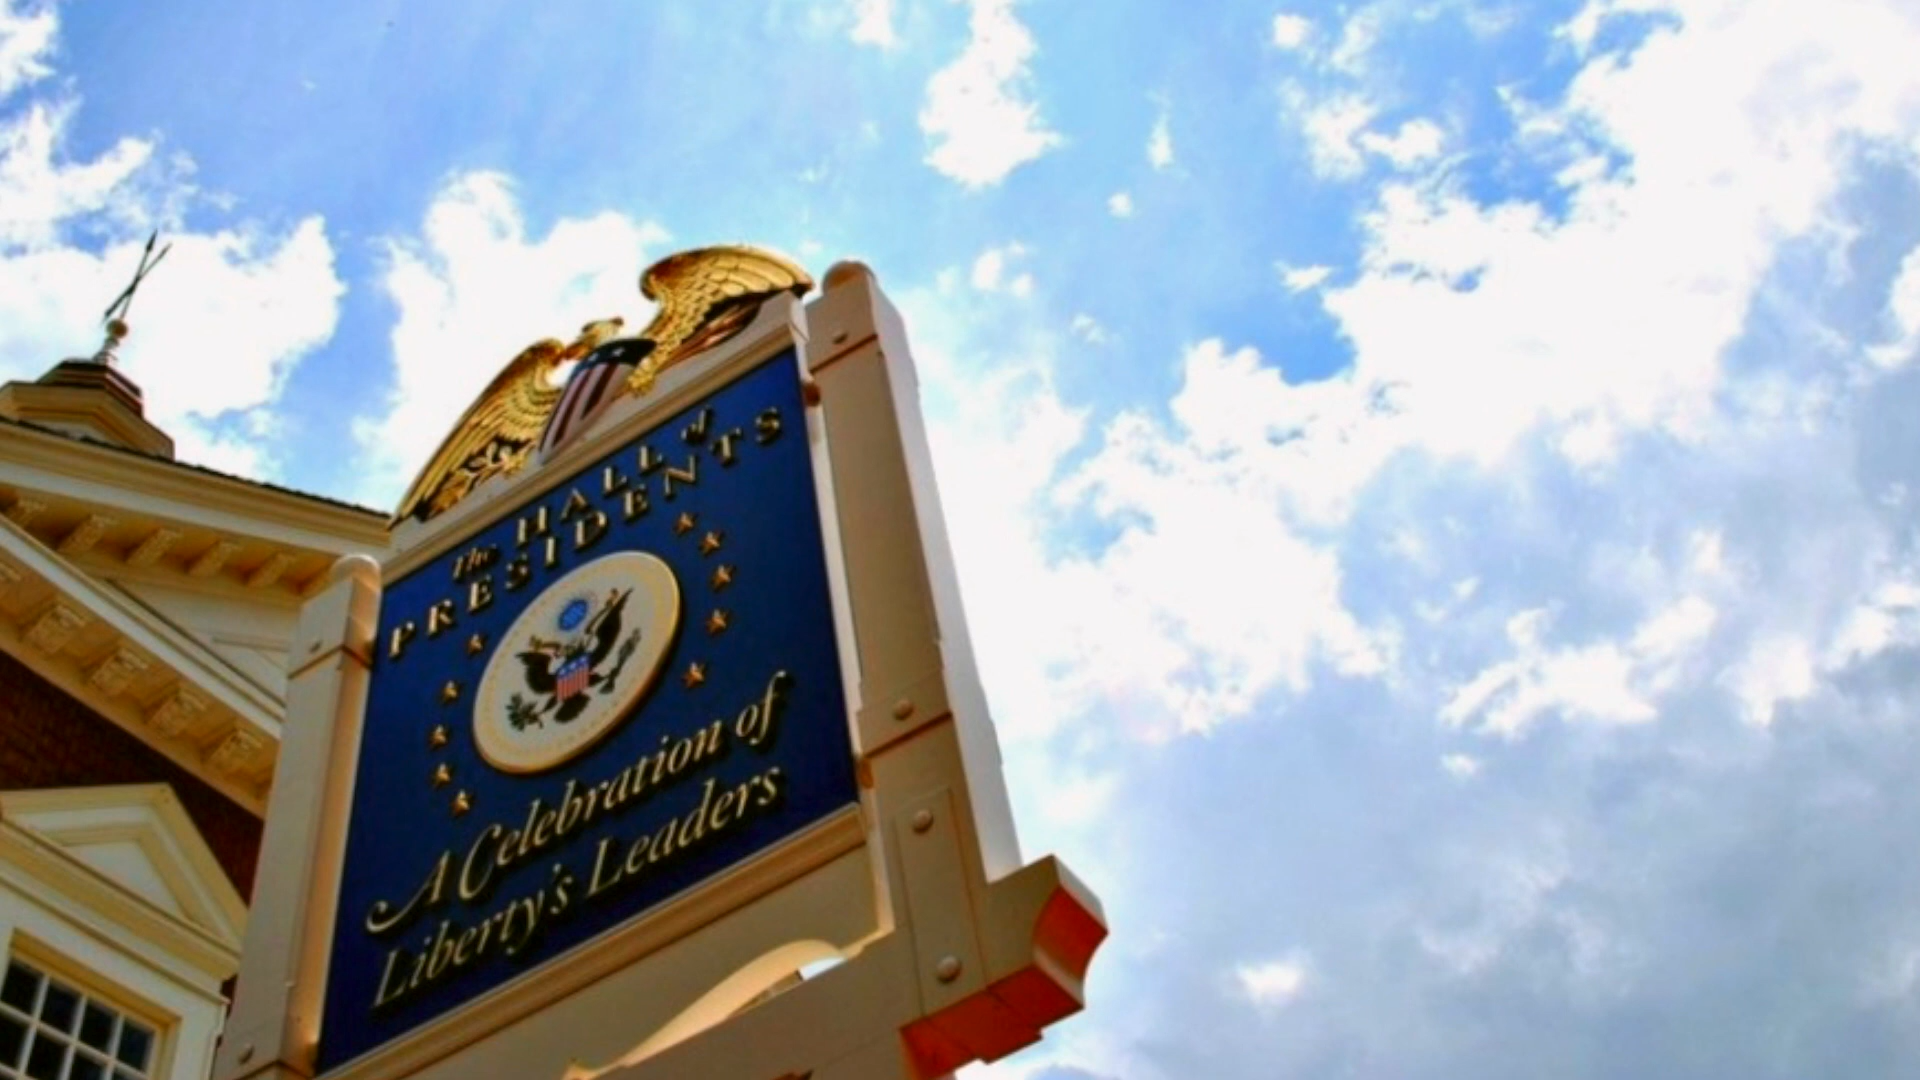 The HALL of
PRESIDENTS
A Celebration of
Liberty's Leaders